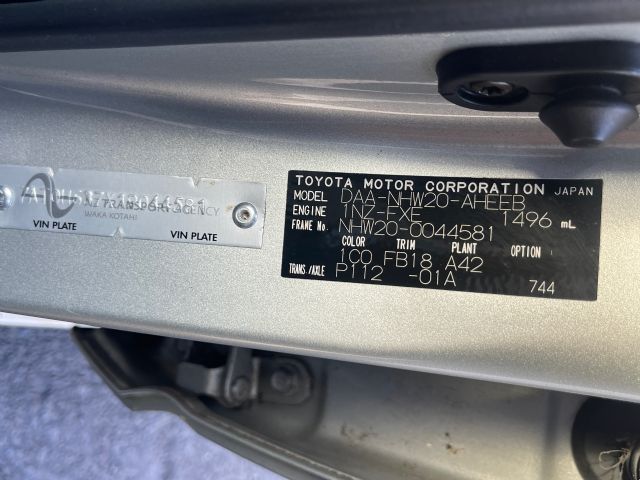 NZ TRANSPORT AGENCY
WAKA KOTAHI
VIN PLATE VIN PLATE
TOYOTA MOTOR CORPORATION JAPAN
MODEL DAA-NHW20-AHEEB
ENGINE 1NZ-FXE 1496 mL
FRAME No. NHW20-0044581
COLOR TRIM PLANT OPTION
1C0 FB18 A42
TRANS/AXLE P112 -01A
744